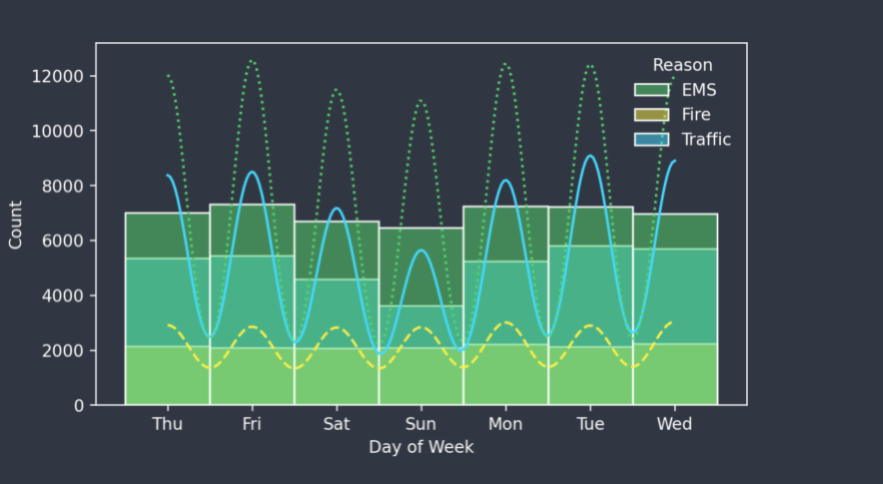 Reason
EMS
Fire
Traffic
12000
10000
8000
6000
4000
2000
0
Count
Thu Fri Sat Sun Mon Tue Wed
Day of Week